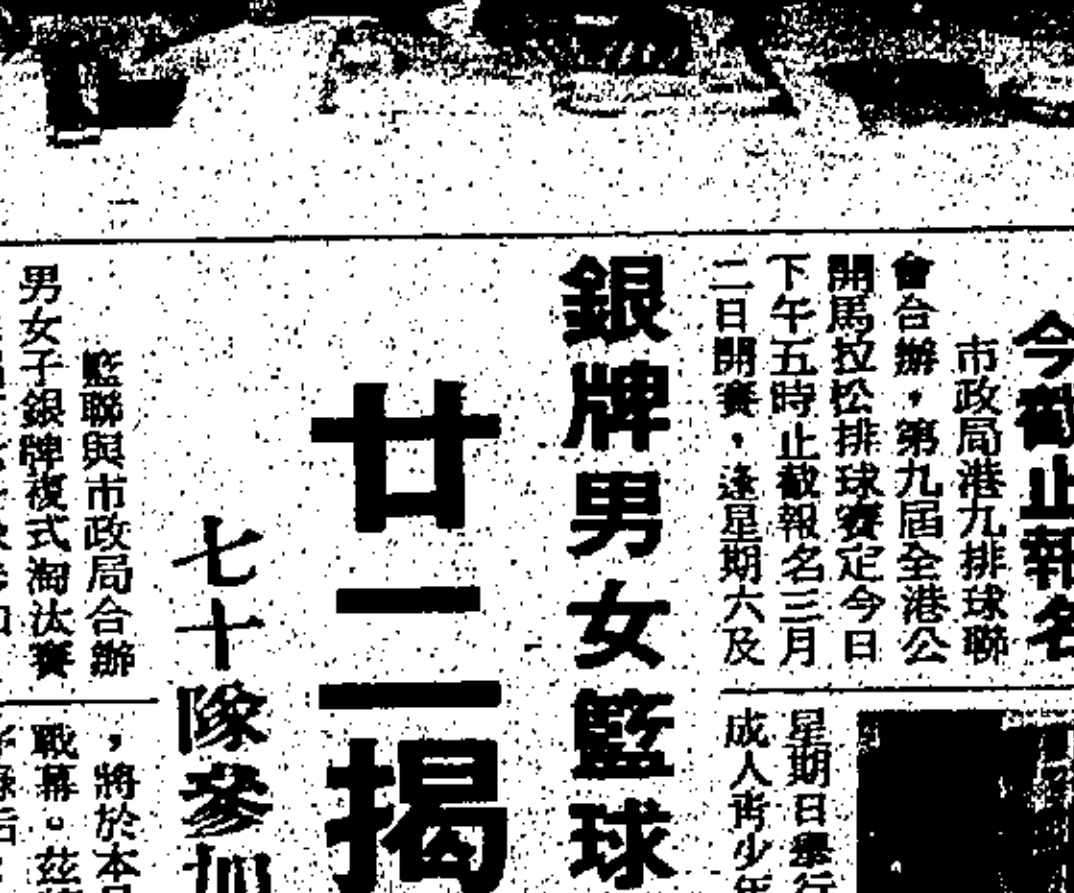 今截止報名
市政局港九排球聯
會合辦，第九屆全港公
開馬拉松排球賽定今日
下午五時止截報名三月
二日開賽，逢星期六及
星期日舉行
成人青少年
銀牌男女籃球
廿二揭
七十隊參加
籃聯與市政局合辦
男女子銀牌複式淘汰賽
，將於本
戰幕。茲